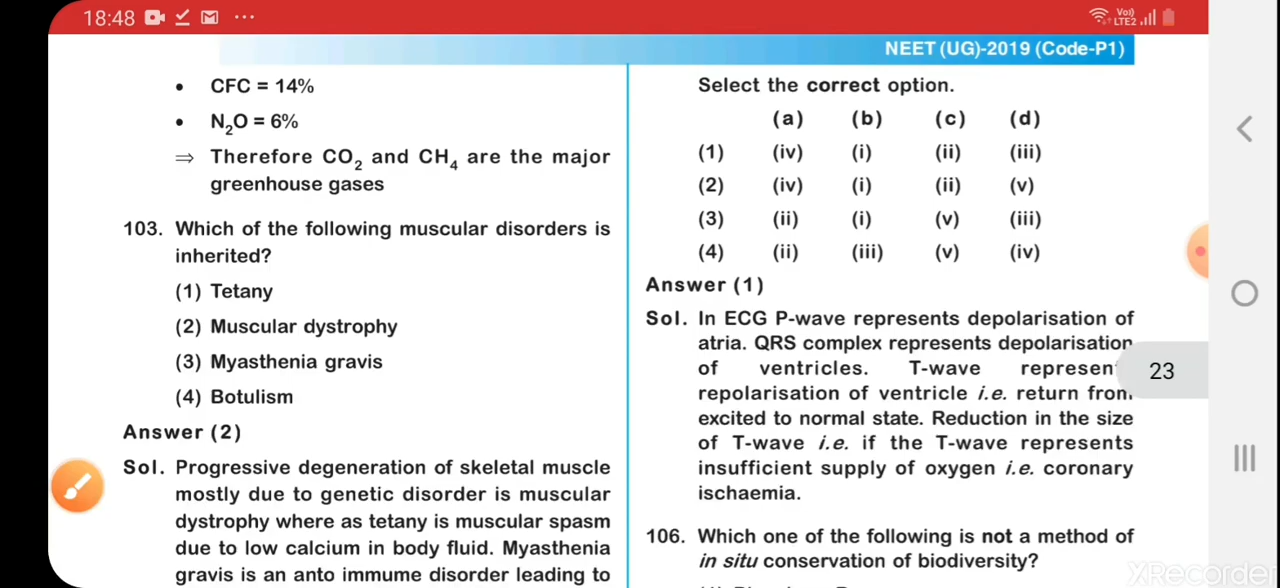 18:48
Vo))
LTE2
NEET (UG)-2019 (Code-P1)
• CFC = 14%
• N₂O = 6%
⇒ Therefore CO₂ and CH₄ are the major
greenhouse gases
103. Which of the following muscular disorders is
inherited?
(1) Tetany
(2) Muscular dystrophy
(3) Myasthenia gravis
(4) Botulism
Answer (2)
Sol. Progressive degeneration of skeletal muscle
mostly due to genetic disorder is muscular
dystrophy where as tetany is muscular spasm
due to low calcium in body fluid. Myasthenia
gravis is an anto immume disorder leading to
Select the correct option.
(a) (b) (c) (d)
(1) (iv) (i) (ii) (iii)
(2) (iv) (i) (ii) (v)
(3) (ii) (i) (v) (iii)
(4) (ii) (iii) (v) (iv)
Answer (1)
Sol. In ECG P-wave represents depolarisation of
atria. QRS complex represents depolarisation
of ventricles. T-wave represen
repolarisation of ventricle i.e. return from
excited to normal state. Reduction in the size
of T-wave i.e. if the T-wave represents
insufficient supply of oxygen i.e. coronary
ischaemia.
106. Which one of the following is not a method of
in situ conservation of biodiversity?
23
XRecorder